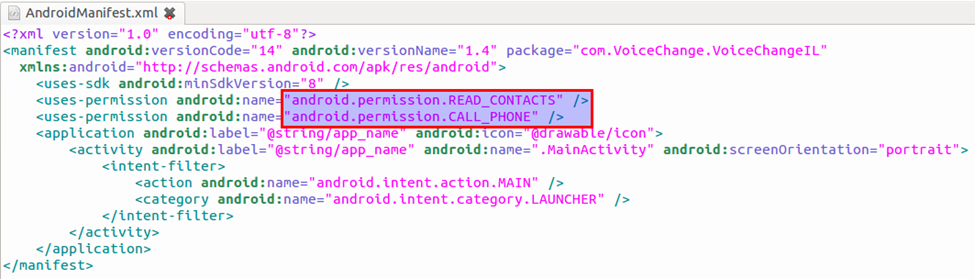 AndroidManifest.xml
<?xml version="1.0" encoding="utf-8"?>
<manifest android:versionCode="14" android:versionName="1.4" package="com.VoiceChange.VoiceChangeIL"
xmlns:android="http://schemas.android.com/apk/res/android">
<uses-sdk android:minSdkVersion="8" />
<uses-permission android:name="android.permission.READ_CONTACTS" />
<uses-permission android:name="android.permission.CALL_PHONE" />
<application android:label="@string/app_name" android:icon="@drawable/icon">
<activity android:label="@string/app_name" android:name=".MainActivity" android:screenOrientation="portrait">
<intent-filter>
<action android:name="android.intent.action.MAIN" />
<category android:name="android.intent.category.LAUNCHER" />
</intent-filter>
</activity>
</application>
</manifest>